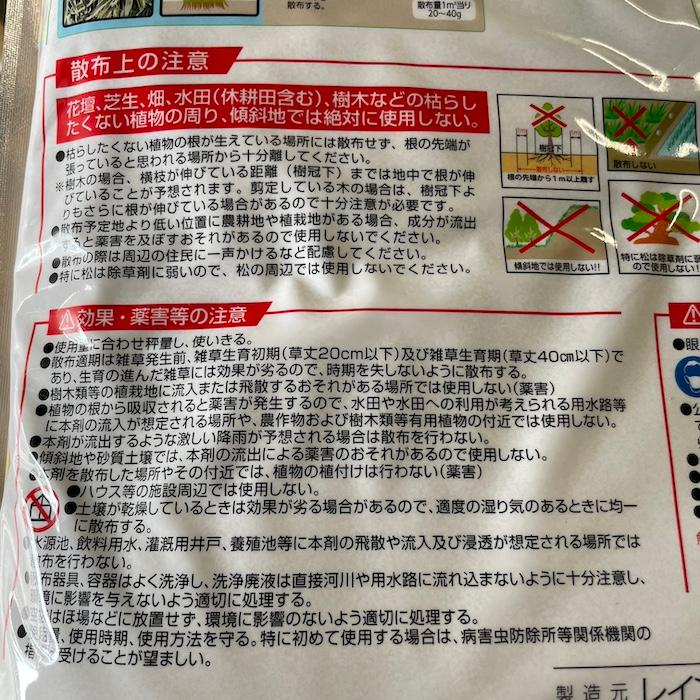 散布する。
散布量1m²当り
20〜40g
散布上の注意
花壇、芝生、畑、水田(休耕田含む)、樹木などの枯らし
たくない植物の周り、傾斜地では絶対に使用しない。
●枯らしたくない植物の根が生えている場所には散布せず、根の先端が
張っていると思われる場所から十分離してください。
※樹木の場合、横枝が伸びている距離（樹冠下）までは地中で根が伸
びていることが予想されます。剪定している木の場合は、樹冠下よ
りもさらに根が伸びている場合があるので十分注意が必要です。
●散布予定地より低い位置に農耕地や植栽地がある場合、成分が流出
すると薬害を及ぼすおそれがあるので使用しないでください。
●散布の際は周辺の住民に一声かけるなど配慮してください。
●特に松は除草剤に弱いので、松の周辺では使用しないでください。
樹冠下
散布しない
根の先端から1m以上離す
散布しない
傾斜地では使用しない!!
特に松は除草剤に弱
ので使用しない!!
効果・薬害等の注意
●使用量に合わせ秤量し、使いきる。
●散布適期は雑草発生前、雑草生育初期(草丈20cm以下)及び雑草生育期(草丈40cm以下)で
あり、生育の進んだ雑草には効果が劣るので、時期を失しないように散布する。
●樹木類等の植栽地に流入または飛散するおそれがある場所では使用しない(薬害)
●植物の根から吸収されると薬害が発生するので、水田や水田への利用が考えられる用水路等
に本剤の流入が想定される場所や、農作物および樹木類等有用植物の付近では使用しない。
●本剤が流出するような激しい降雨が予想される場合は散布を行わない。
●傾斜地や砂質土壌では、本剤の流出による薬害のおそれがあるので使用しない。
本剤を散布した場所やその付近では、植物の植付けは行わない(薬害)
●ハウス等の施設周辺では使用しない。
●土壌が乾燥しているときは効果が劣る場合があるので、適度の湿り気のあるときに均一
に散布する。
水源池、飲料用水、灌漑用井戸、養殖池等に本剤の飛散や流入及び浸透が想定される場所では
散布を行わない。
散布器具、容器はよく洗浄し、洗浄廃液は直接河川や用水路に流れ込まないように十分注意し、
環境に影響を与えないよう適切に処理する。
はほ場などに放置せず、環境に影響のないよう適切に処理する。
、使用時期、使用方法を守る。特に初めて使用する場合は、病害虫防除所等関係機関の
受けることが望ましい。
●眼
製造元 レイン